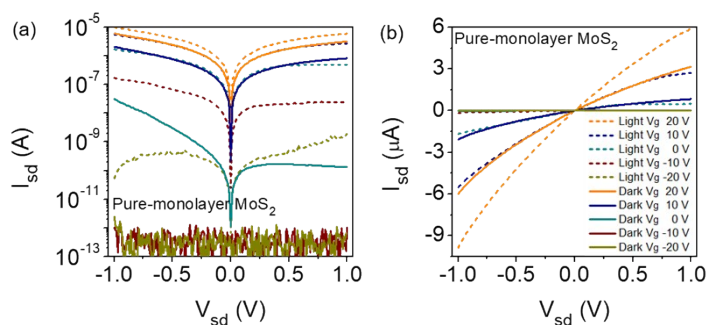 (a)
10⁻⁵
10⁻⁷
10⁻⁹
10⁻¹¹
10⁻¹³
I_sd (A)
Pure-monolayer MoS₂
-1.0 -0.5 0.0 0.5 1.0
V_sd (V)
(b)
Pure-monolayer MoS₂
3
0
-3
-6
-9
I_sd (μA)
Light Vg 20 V
Light Vg 10 V
Light Vg 0 V
Light Vg -10 V
Light Vg -20 V
Dark Vg 20 V
Dark Vg 10 V
Dark Vg 0 V
Dark Vg -10 V
Dark Vg -20 V
-1.0 -0.5 0.0 0.5 1.0
V_sd (V)